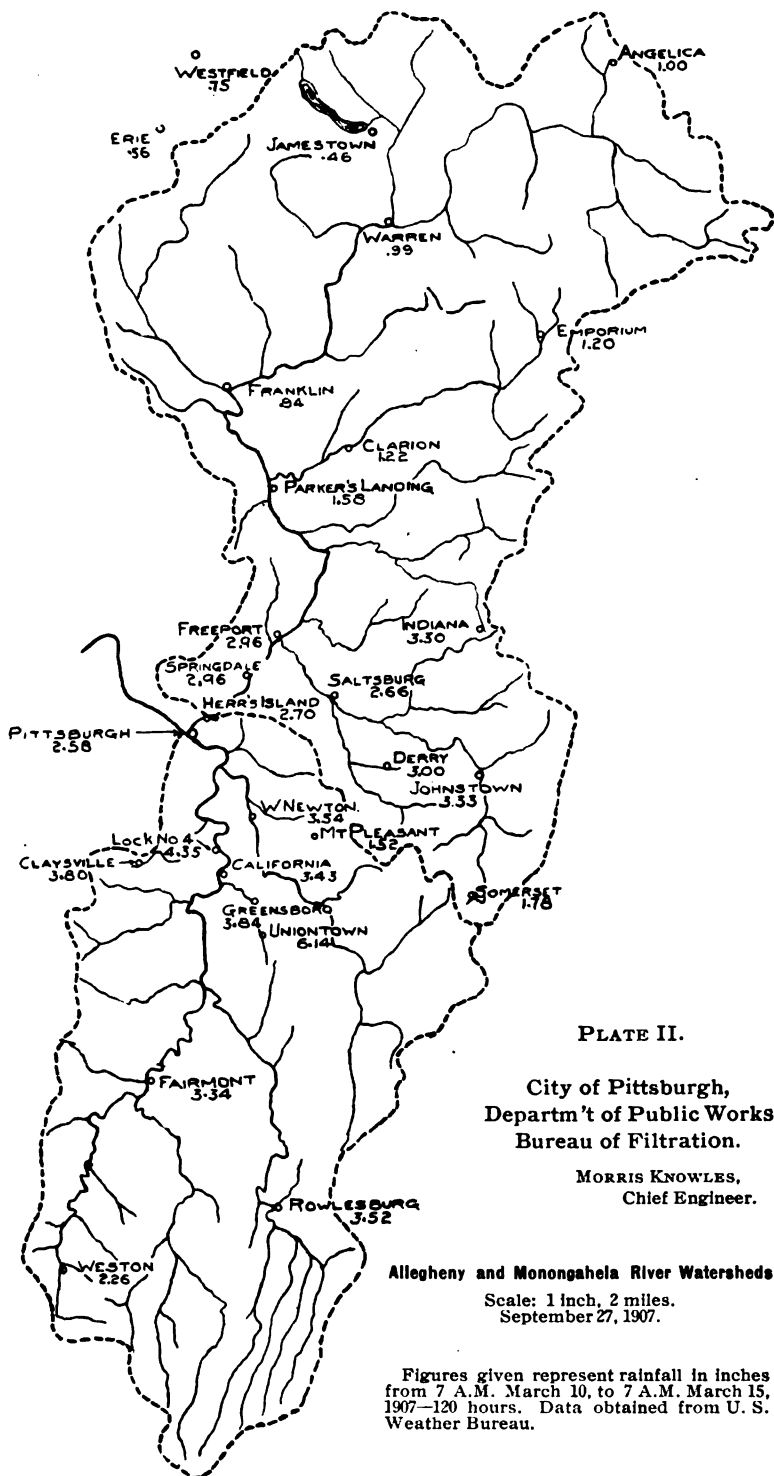 WESTFIELD
.75
ANGELICA
1.00
ERIE
.56
JAMESTOWN
.46
WARREN
.99
EMPORIUM
1.20
FRANKLIN
.84
CLARION
1.22
PARKER'S LANDING
1.58
FREEPORT
2.96
INDIANA
3.30
SPRINGDALE
2.96
SALTSBURG
2.66
HERR'S ISLAND
2.70
PITTSBURGH
2.58
DERRY
3.00
JOHNSTOWN
3.33
W NEWTON.
3.54
MT PLEASANT
1.52
LOCK NO 4
4.35
CLAYSVILLE
3.80
CALIFORNIA
3.43
SOMERSET
1.78
GREENSBORO
3.84
UNIONTOWN
6.14
PLATE II.
City of Pittsburgh,
Departm't of Public Works
Bureau of Filtration.
MORRIS KNOWLES,
Chief Engineer.
FAIRMONT
3.34
ROWLESBURG
3.52
WESTON
2.26
Allegheny and Monongahela River Watersheds
Scale: 1 inch, 2 miles.
September 27, 1907.
Figures given represent rainfall in inches
from 7 A.M. March 10, to 7 A.M. March 15,
1907—120 hours. Data obtained from U. S.
Weather Bureau.